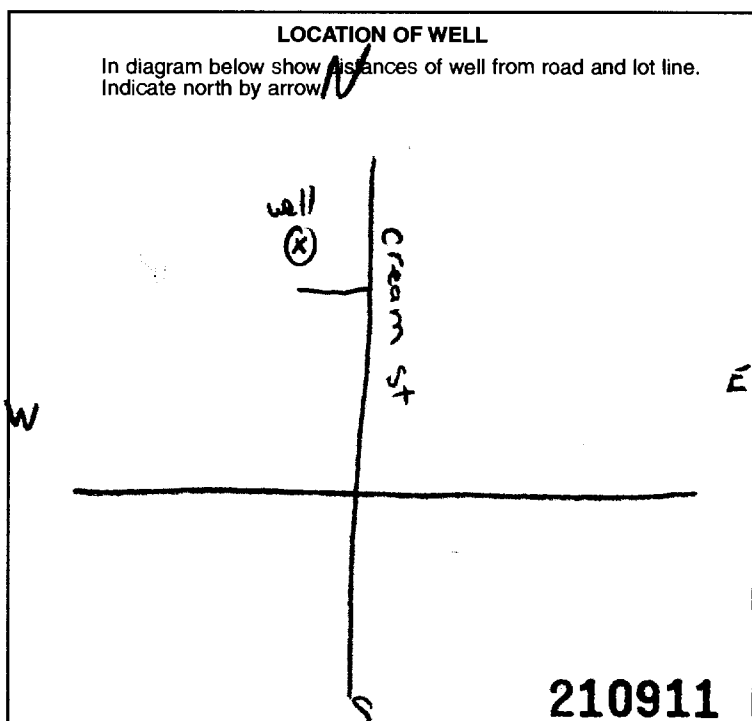 LOCATION OF WELL
In diagram below show distances of well from road and lot line.
Indicate north by arrow
N
well
X
Cream St
E
W
S
210911